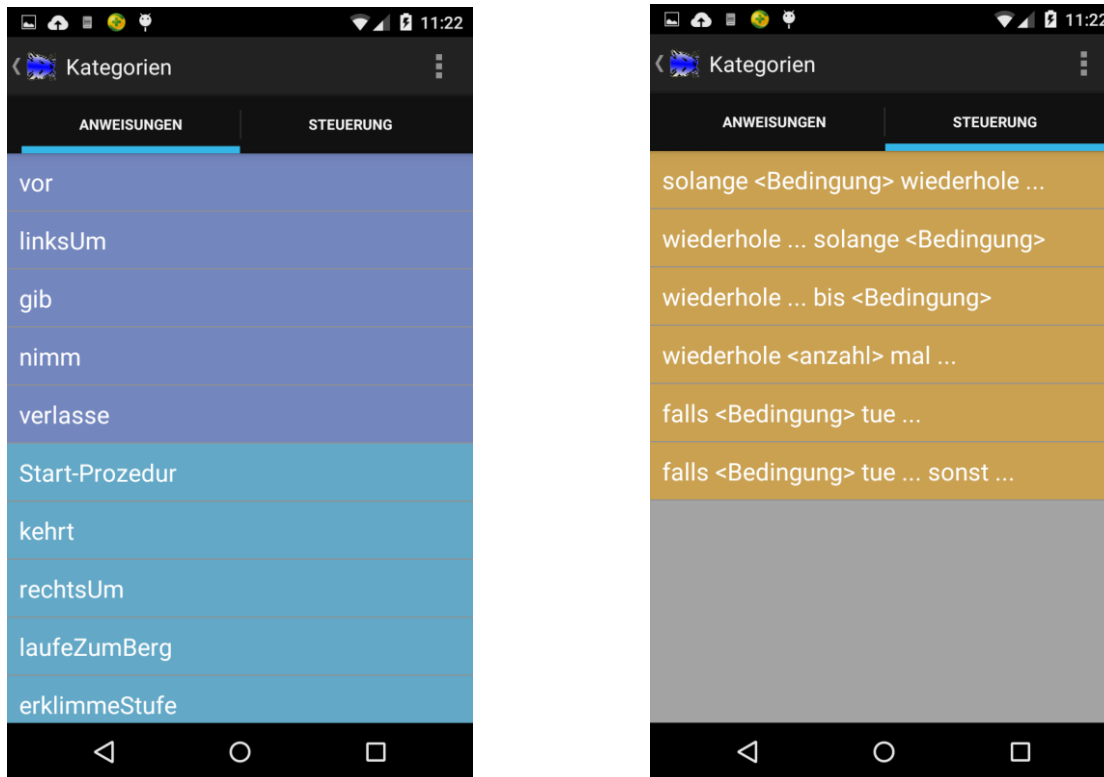 11:22
Kategorien
ANWEISUNGEN STEUERUNG
vor
linksUm
gib
nimm
verlasse
Start-Prozedur
kehrt
rechtsUm
laufeZumBerg
erklimmeStufe
11:22
Kategorien
ANWEISUNGEN STEUERUNG
solange <Bedingung> wiederhole ...
wiederhole ... solange <Bedingung>
wiederhole ... bis <Bedingung>
wiederhole <anzahl> mal ...
falls <Bedingung> tue ...
falls <Bedingung> tue ... sonst ...